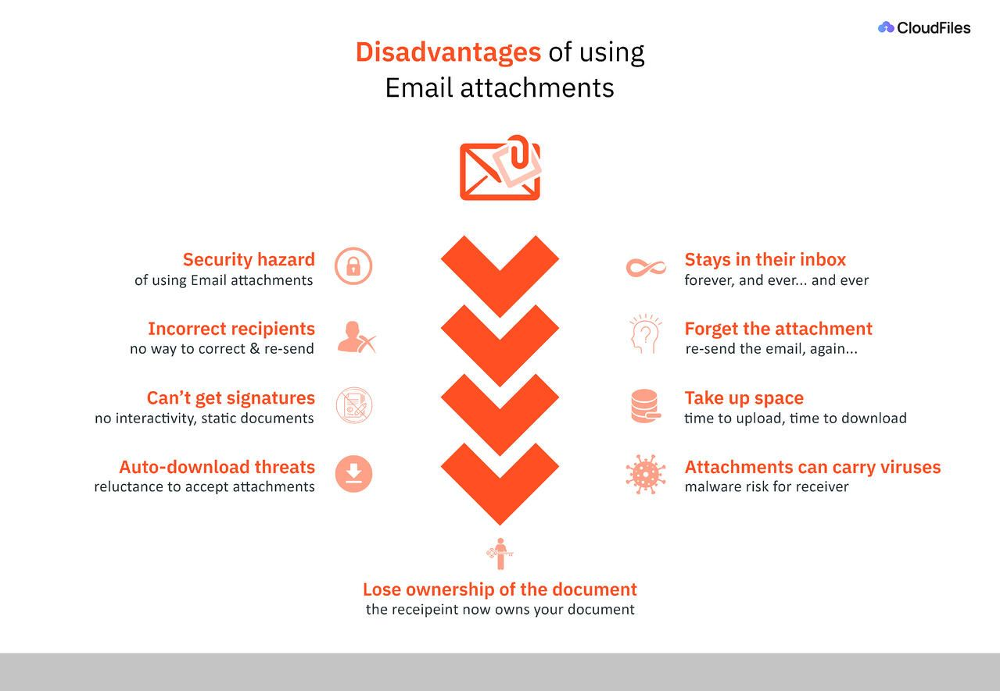 CloudFiles
Disadvantages of using
Email attachments
Security hazard
of using Email attachments
Incorrect recipients
no way to correct & re-send
Can’t get signatures
no interactivity, static documents
Auto-download threats
reluctance to accept attachments
Stays in their inbox
forever, and ever... and ever
Forget the attachment
re-send the email, again...
Take up space
time to upload, time to download
Attachments can carry viruses
malware risk for receiver
Lose ownership of the document
the receipeint now owns your document